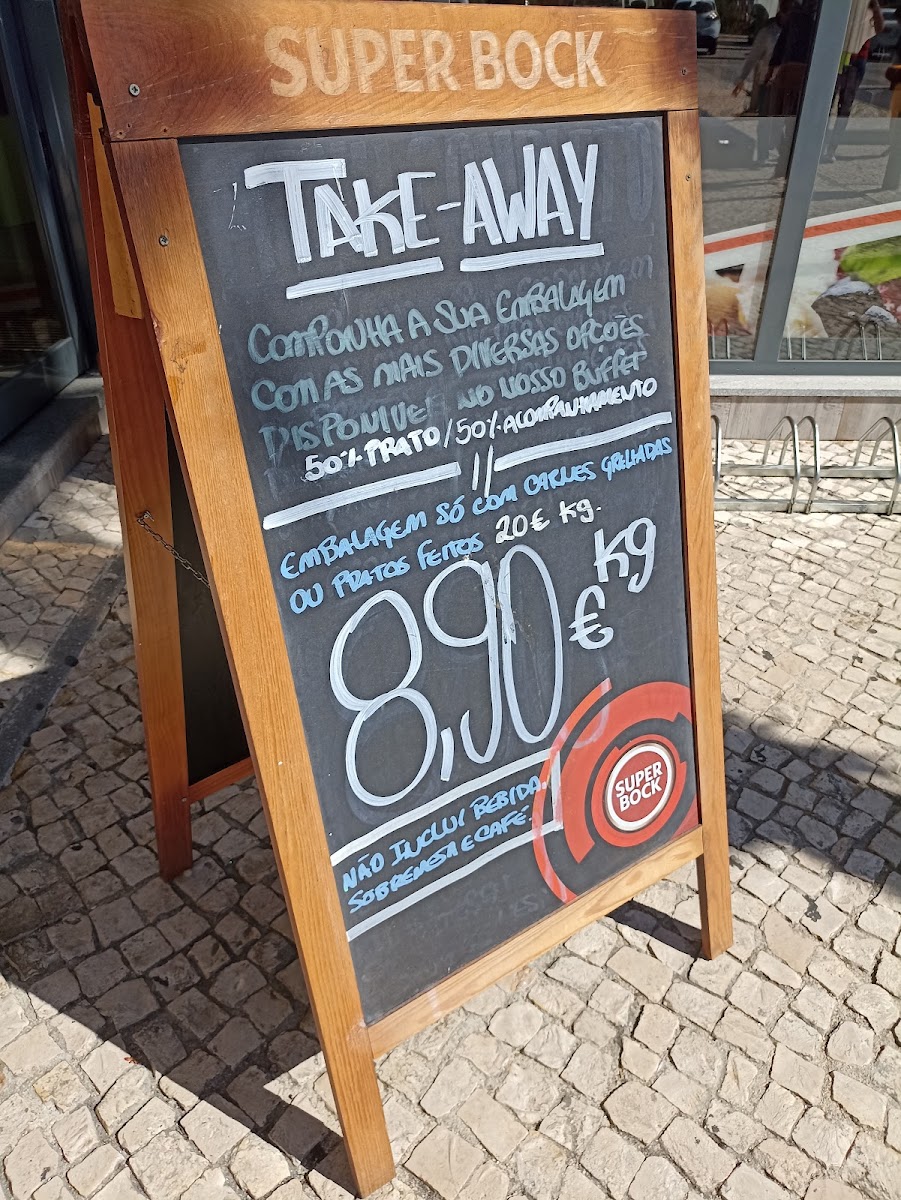 SUPER BOCK
TAKE-AWAY
COMPONHA A SUA EMBALAGEM
COM AS MAIS DIVERSAS OPÇÕES
DISPONIVEL NO NOSSO BUFFET
50% PRATO / 50% ACOMPANHAMENTO
EMBALAGEM SÓ COM CARNES GRELHADAS
OU PRATOS FEITOS 20€ Kg.
8,90 € Kg
NÃO INCLUI BEBIDA.
SOBREMESA E CAFÉ.
SUPER
BOCK